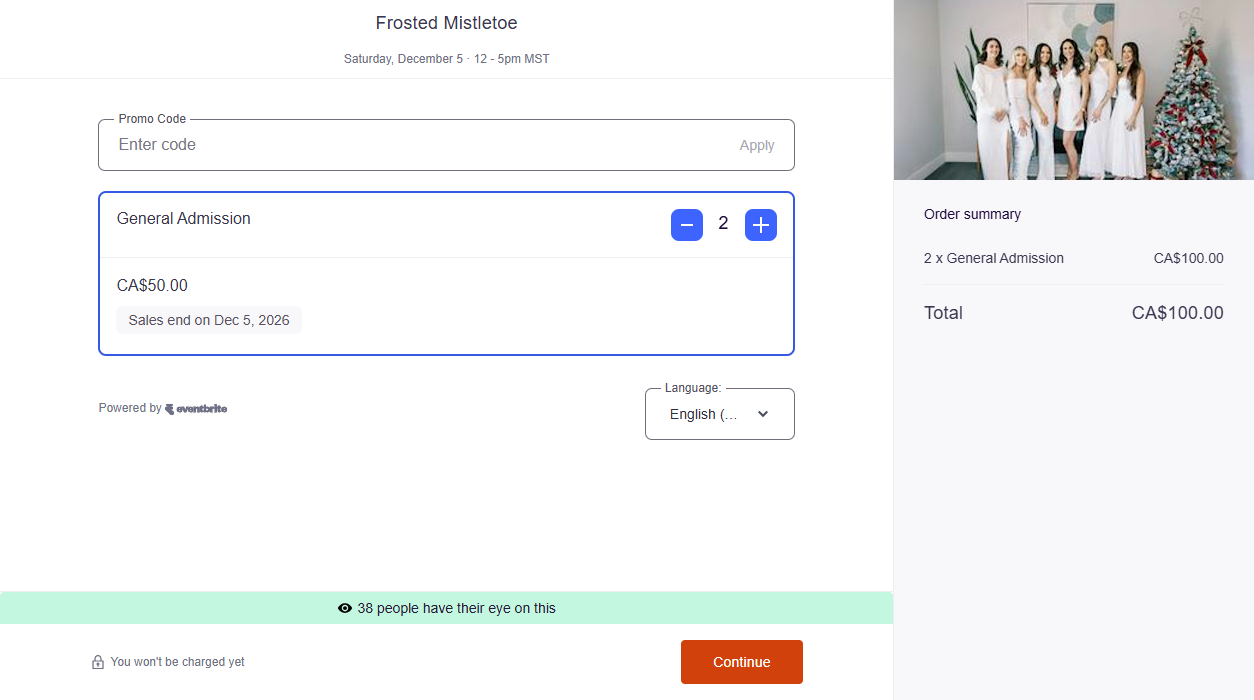 Frosted Mistletoe
Saturday, December 5 · 12 - 5pm MST
Promo Code
Enter code
Apply
General Admission
2
CA$50.00
Sales end on Dec 5, 2026
Powered by eventbrite
Language:
English (...
38 people have their eye on this
You won't be charged yet
Continue
Order summary
2 x General Admission CA$100.00
Total CA$100.00